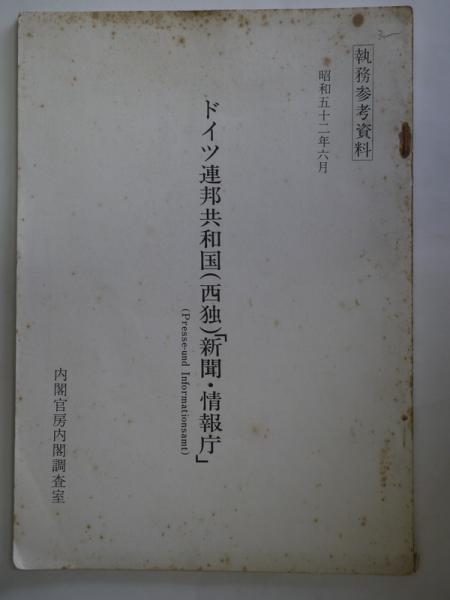 執務参考資料
昭和五十二年六月
ドイツ連邦共和国(西独)「新聞・情報庁」
(Presse-und Informationsamt)
内閣官房内閣調査室